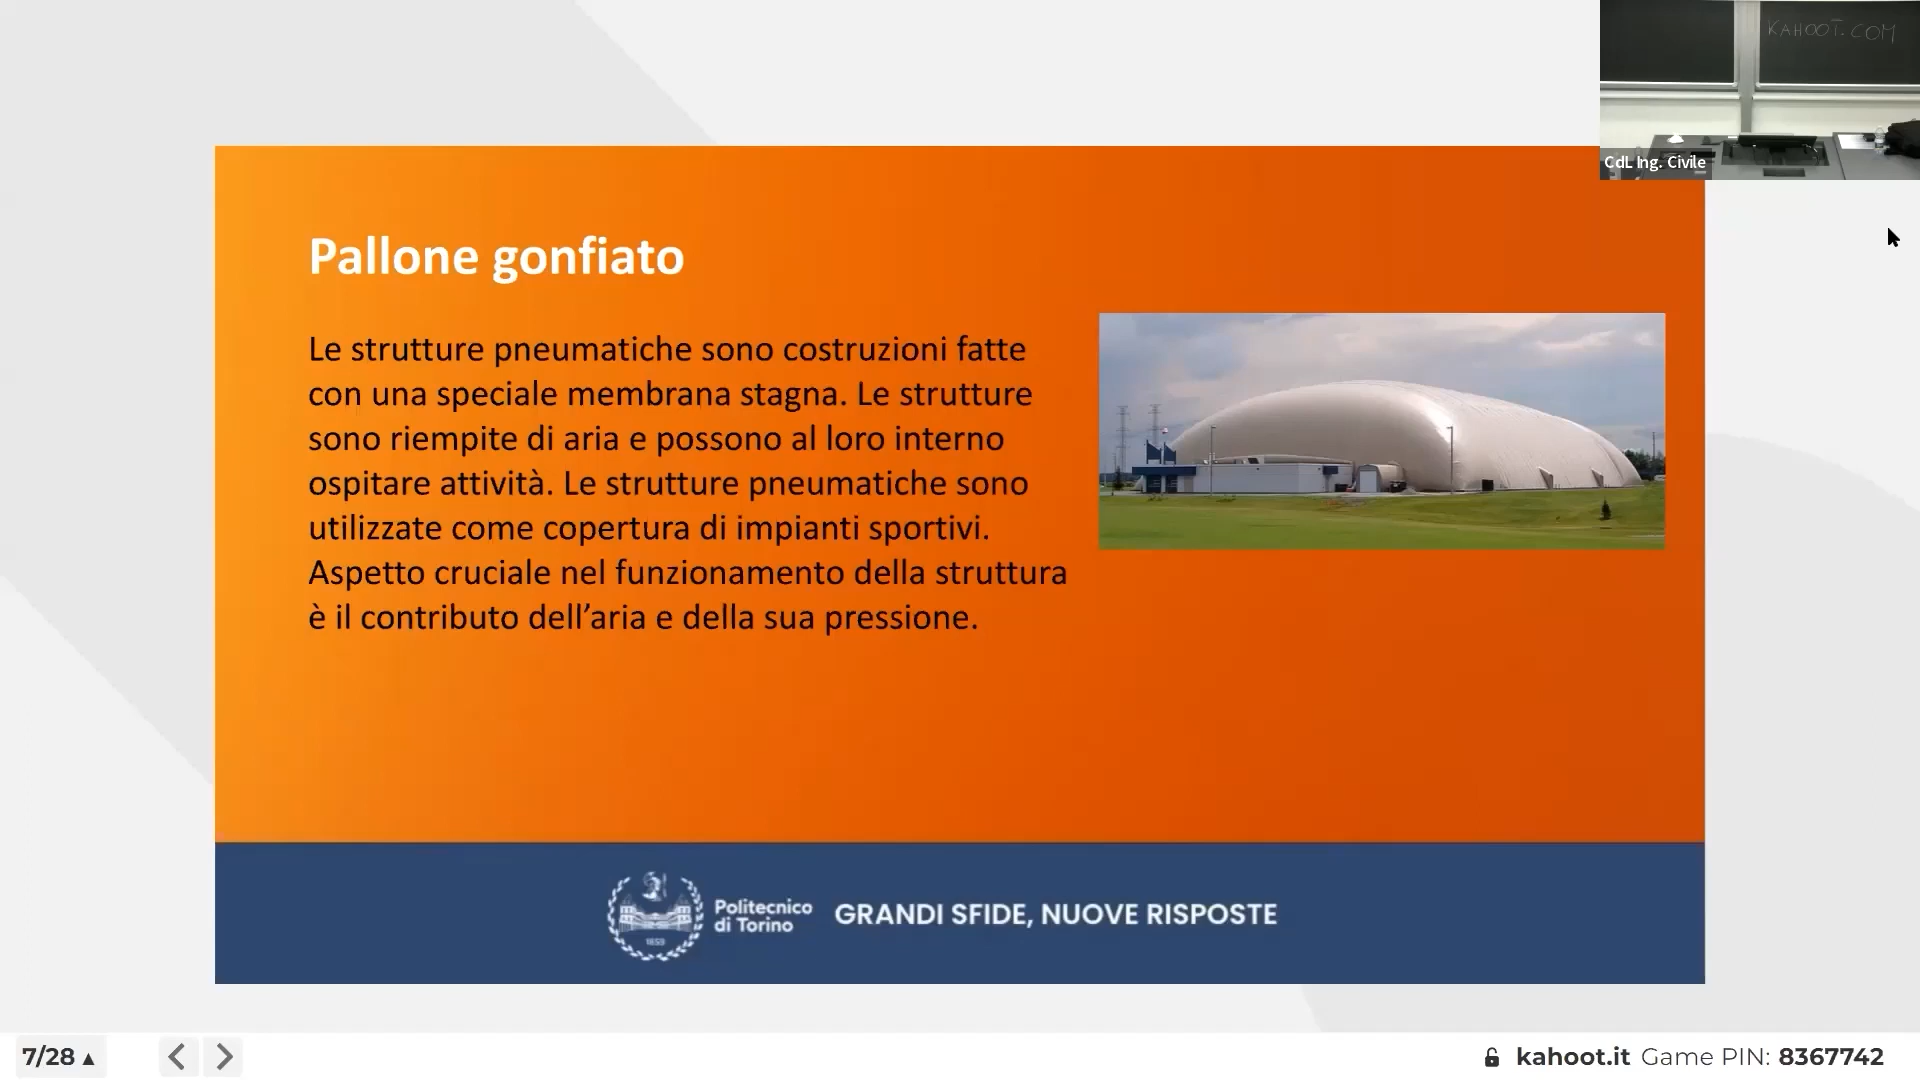 KAHOOT.COM
CdL Ing. Civile
Pallone gonfiato
Le strutture pneumatiche sono costruzioni fatte
con una speciale membrana stagna. Le strutture
sono riempite di aria e possono al loro interno
ospitare attività. Le strutture pneumatiche sono
utilizzate come copertura di impianti sportivi.
Aspetto cruciale nel funzionamento della struttura
è il contributo dell’aria e della sua pressione.
1859
Politecnico
di Torino
GRANDI SFIDE, NUOVE RISPOSTE
7/28 ▲
kahoot.it Game PIN: 8367742